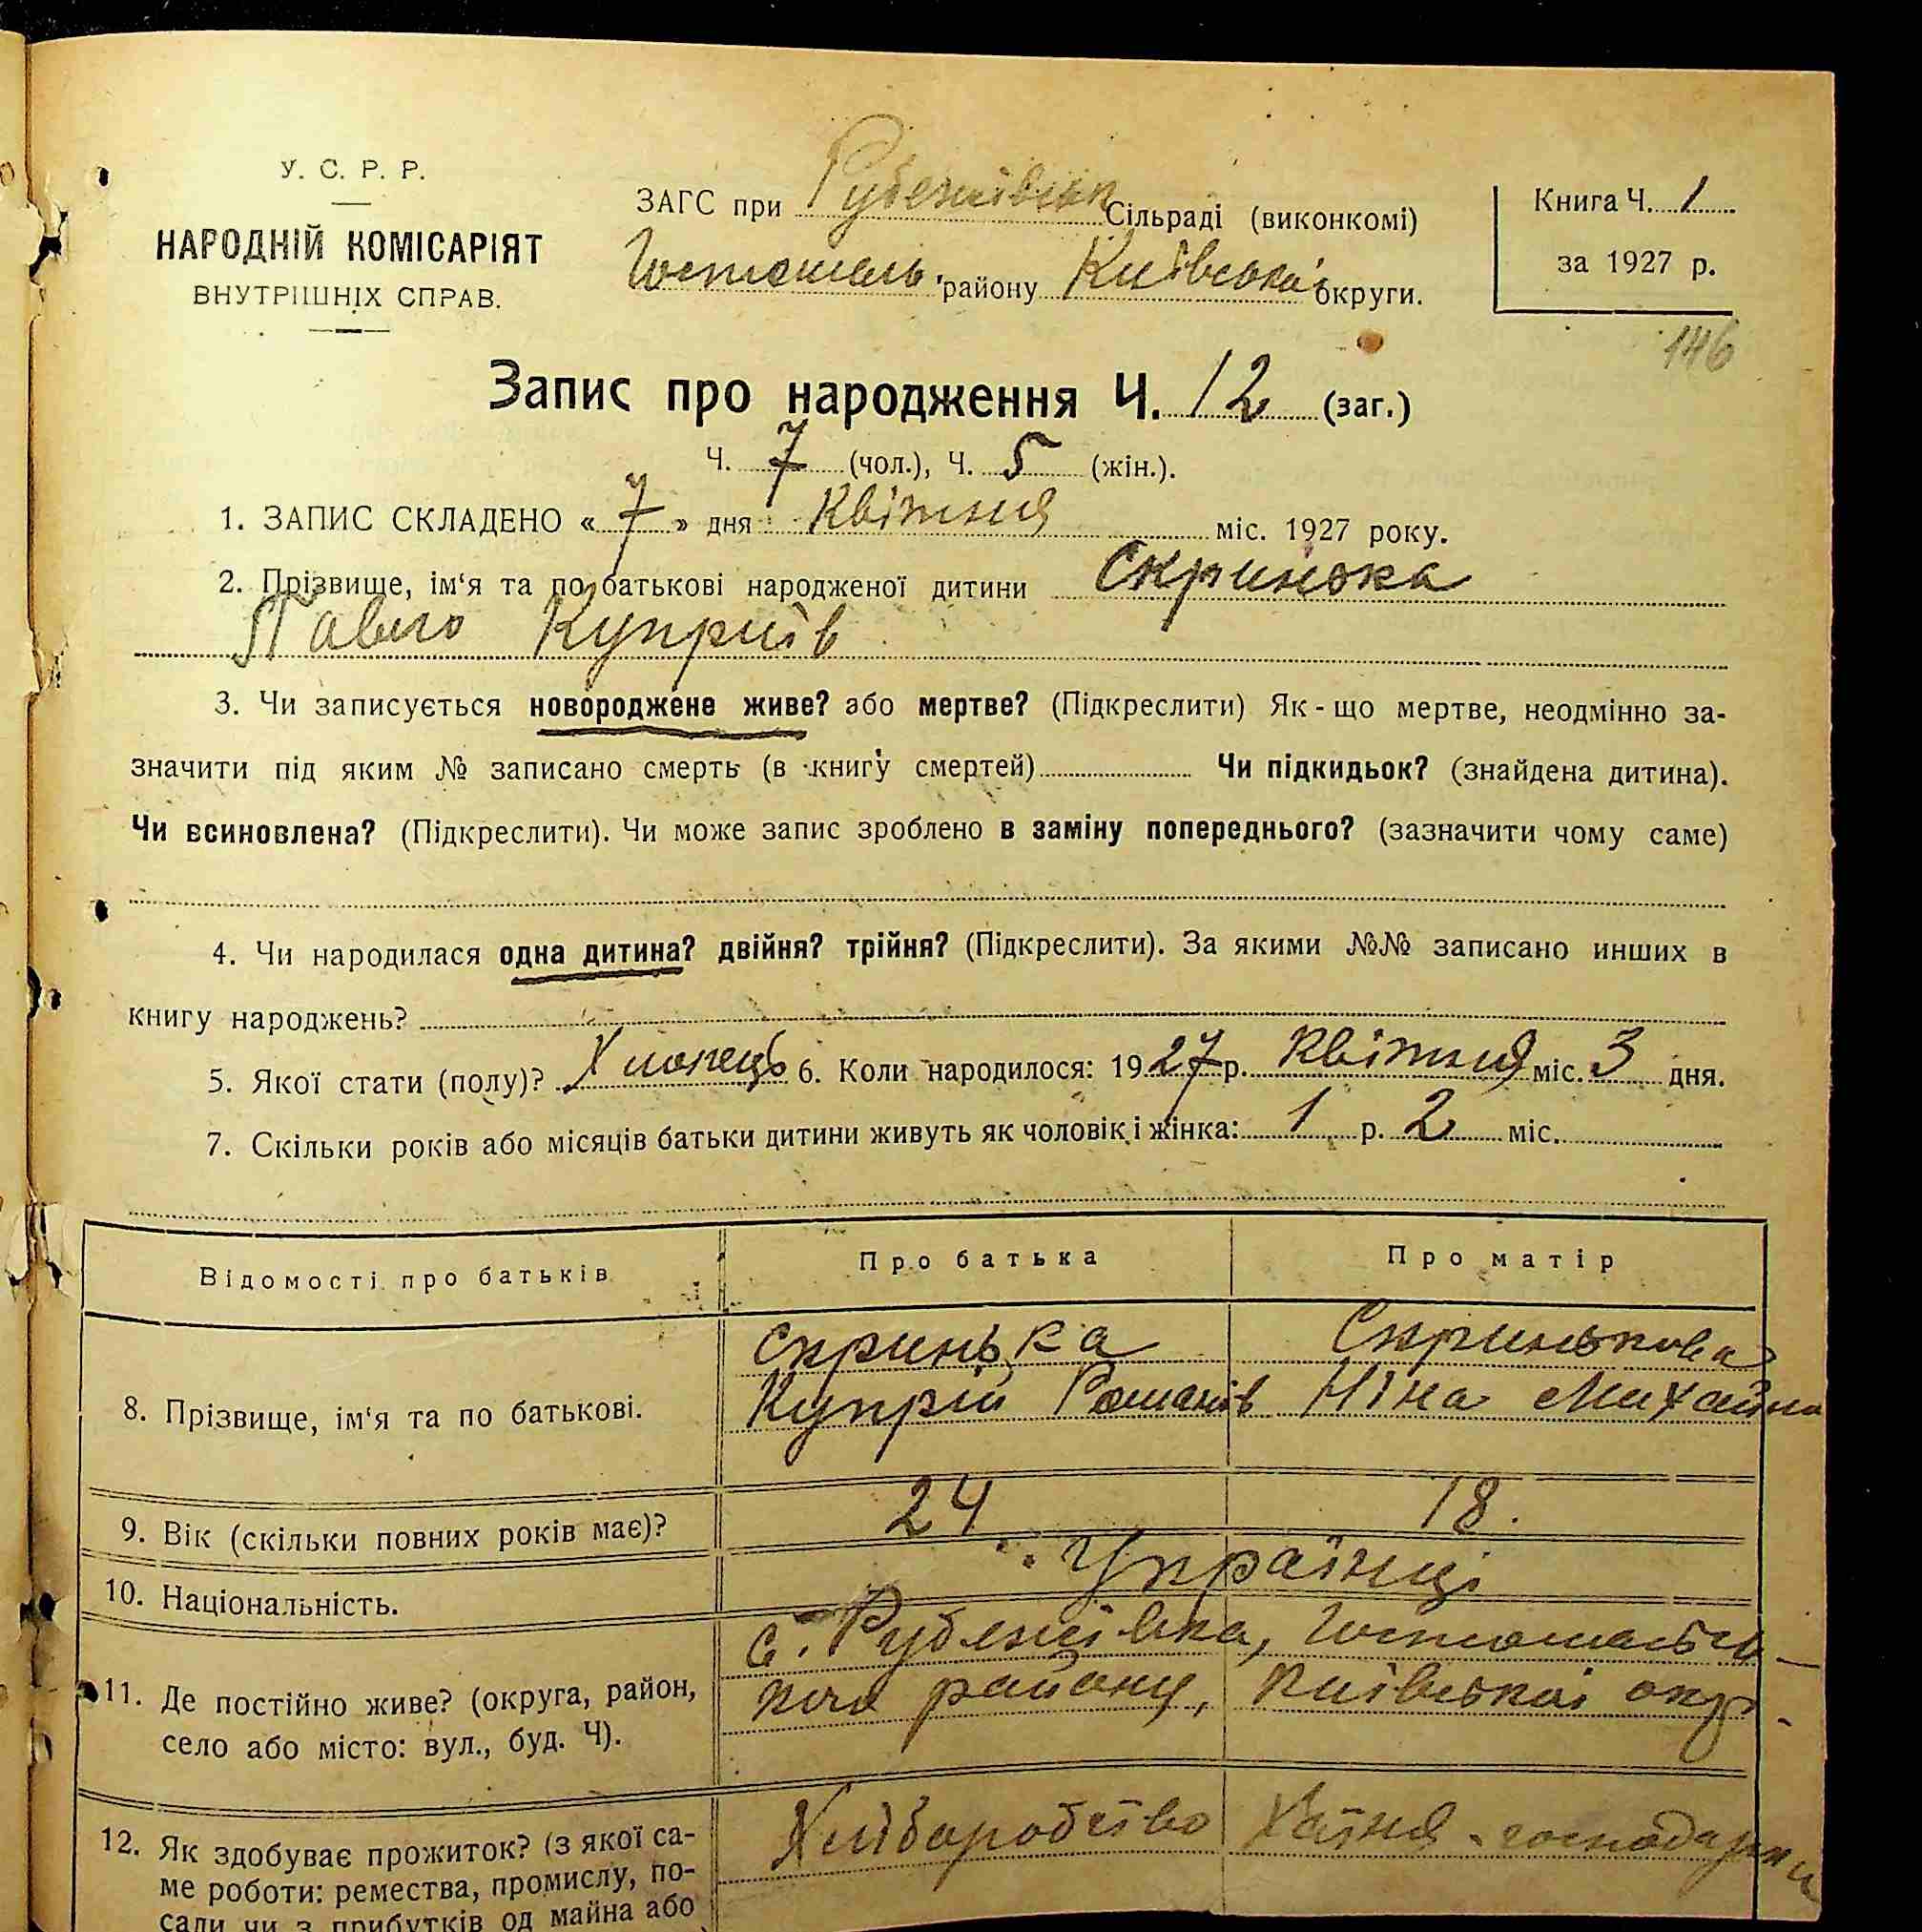 У. С. Р. Р.
НАРОДНІЙ КОМІСАРІЯТ
ВНУТРІШНІХ СПРАВ.
ЗАГС при Рубежівськ Сільраді (виконкомі)
Гостомель. району Київської округи.
Книга Ч. 1
за 1927 р.
146
Запис про народження Ч. 12 (заг.)
Ч. 7 (чол.), Ч. 5 (жін.).
1. ЗАПИС СКЛАДЕНО « 7 » дня Квітня міс. 1927 року.
2. Прізвище, ім‘я та по батькові народженої дитини Скринька
Павло Купріїв
3. Чи записується новороджене живе? або мертве? (Підкреслити) Як-що мертве, неодмінно за-
значити під яким № записано смерть (в книгу смертей) Чи підкидьок? (знайдена дитина).
Чи всиновлена? (Підкреслити). Чи може запис зроблено в заміну попереднього? (зазначити чому саме)
4. Чи народилася одна дитина? двійня? трійня? (Підкреслити). За якими №№ записано инших в
книгу народжень?
5. Якої стати (полу)? Хлопець 6. Коли народилося: 1927 р. Квітня міс. 3 дня.
7. Скільки років або місяців батьки дитини живуть як чоловік і жінка: 1 р. 2 міс.
Відомості про батьків
Про батька
Про матір
8. Прізвище, ім‘я та по батькові.
Скринька
Купрій Романів
Скринькова
Ніна Михайл
9. Вік (скільки повних років має)?
24
18.
10. Національність.
Українці
11. Де постійно живе? (округа, район,
село або місто: вул., буд. Ч).
с. Рубежівка, Гостомельсь
кого району, Київської окр.
12. Як здобуває прожиток? (з якої са-
ме роботи: ремества, промислу, по-
сади чи з прибутків од майна або
Хліборобство
Хатня - господарка